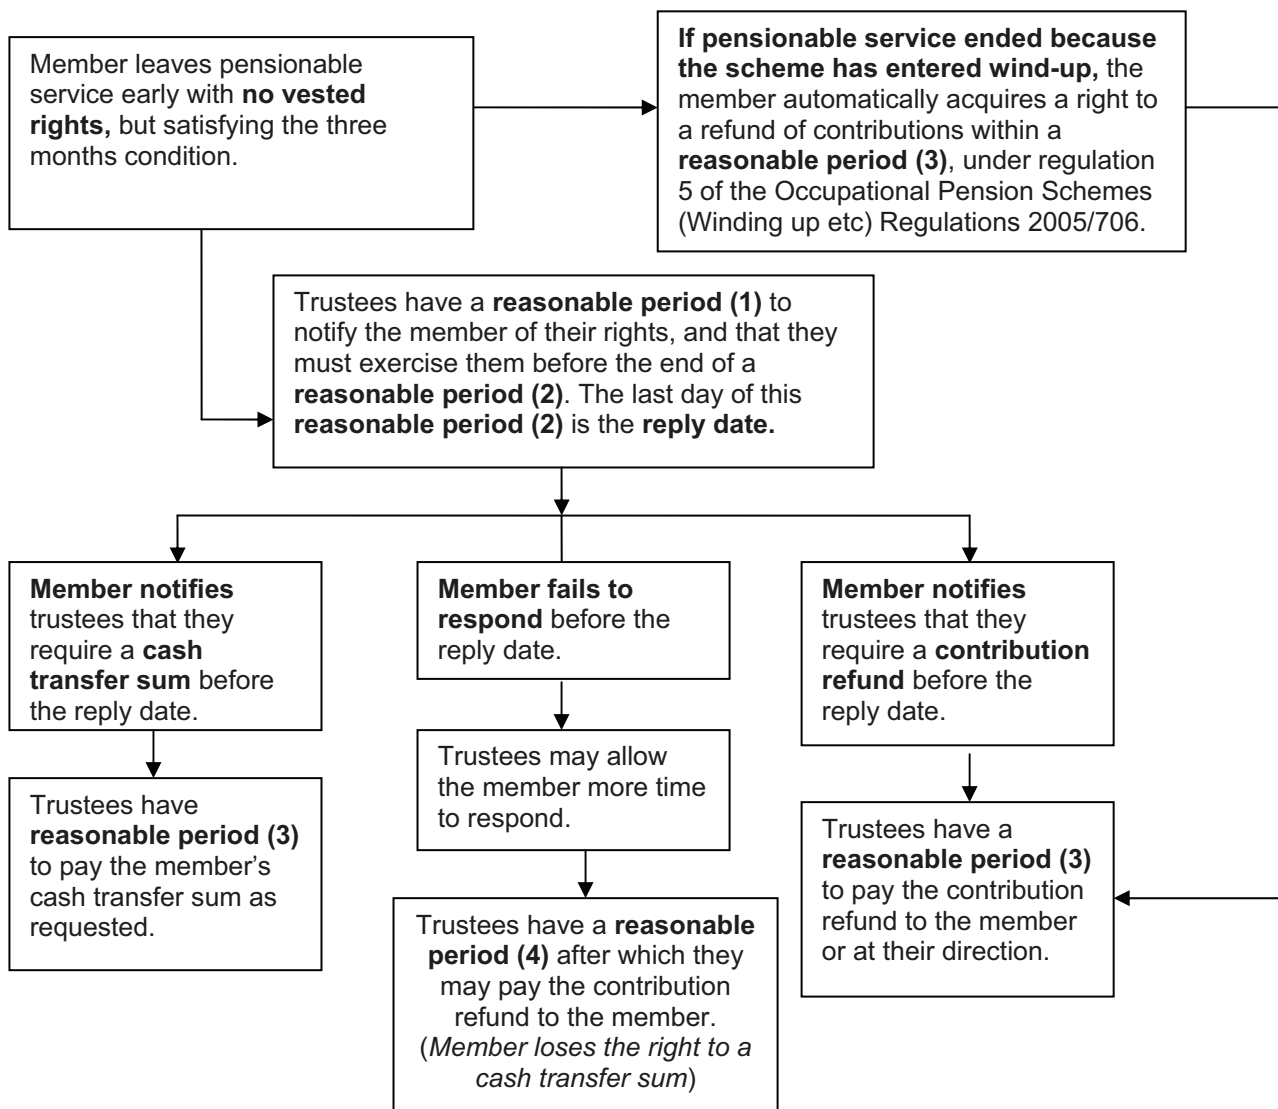 Member leaves pensionable
service early with no vested
rights, but satisfying the three
months condition.
If pensionable service ended because
the scheme has entered wind-up, the
member automatically acquires a right to
a refund of contributions within a
reasonable period (3), under regulation
5 of the Occupational Pension Schemes
(Winding up etc) Regulations 2005/706.
Trustees have a reasonable period (1) to
notify the member of their rights, and that they
must exercise them before the end of a
reasonable period (2). The last day of this
reasonable period (2) is the reply date.
Member notifies
trustees that they
require a cash
transfer sum before
the reply date.
Trustees have
reasonable period (3)
to pay the member’s
cash transfer sum as
requested.
Member fails to
respond before the
reply date.
Trustees may allow
the member more time
to respond.
Trustees have a reasonable
period (4) after which they
may pay the contribution
refund to the member.
(Member loses the right to a
cash transfer sum)
Member notifies
trustees that they
require a contribution
refund before the
reply date.
Trustees have a
reasonable period (3)
to pay the contribution
refund to the member
or at their direction.